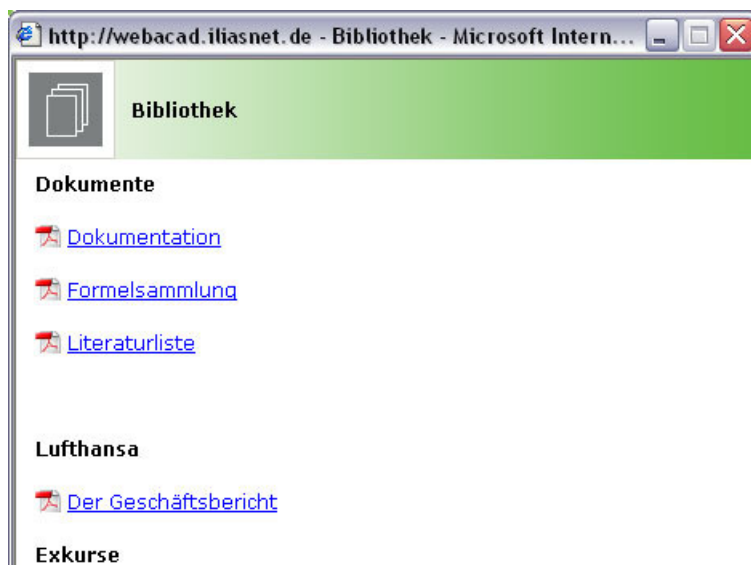 http://webacad.iliasnet.de - Bibliothek - Microsoft Intern...
Bibliothek
Dokumente
Dokumentation
Formelsammlung
Literaturliste
Lufthansa
Der Geschäftsbericht
Exkurse